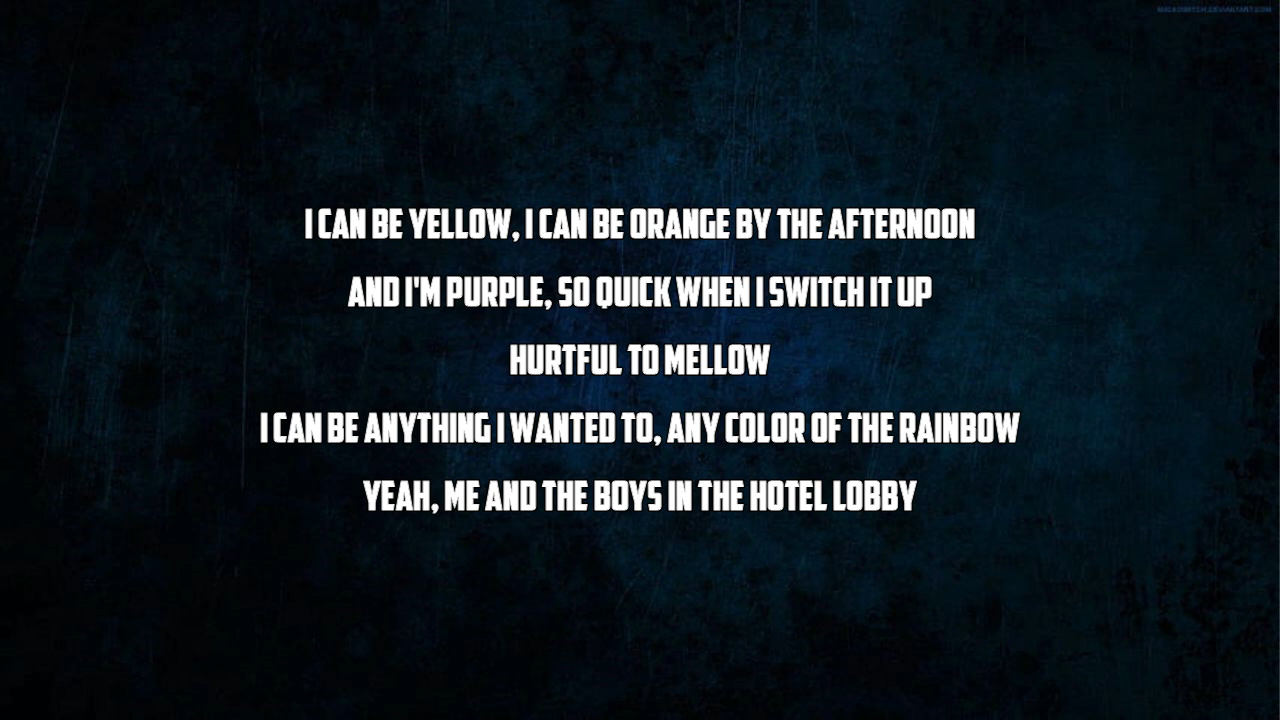 I CAN BE YELLOW, I CAN BE ORANGE BY THE AFTERNOON
AND I'M PURPLE, SO QUICK WHEN I SWITCH IT UP
HURTFUL TO MELLOW
I CAN BE ANYTHING I WANTED TO, ANY COLOR OF THE RAINBOW
YEAH, ME AND THE BOYS IN THE HOTEL LOBBY